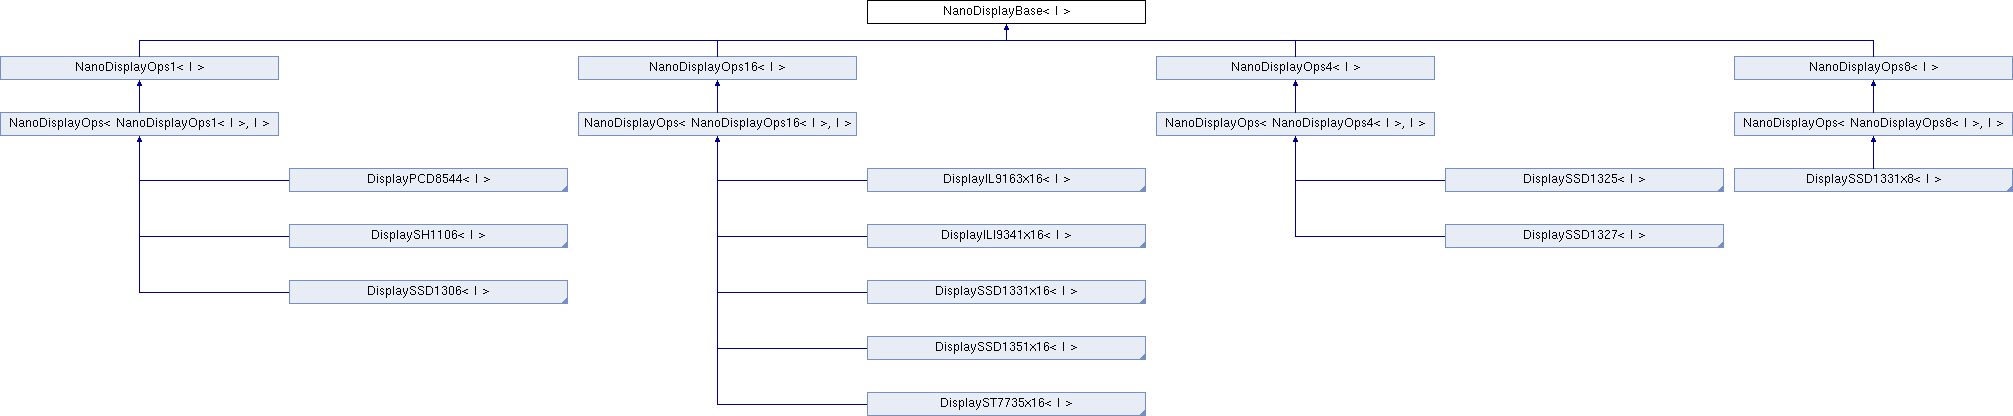 NanoDisplayBase< I >
NanoDisplayOps1< I >
NanoDisplayOps16< I >
NanoDisplayOps4< I >
NanoDisplayOps8< I >
NanoDisplayOps< NanoDisplayOps1< I >, I >
NanoDisplayOps< NanoDisplayOps16< I >, I >
NanoDisplayOps< NanoDisplayOps4< I >, I >
NanoDisplayOps< NanoDisplayOps8< I >, I >
DisplayPCD8544< I >
DisplayIL9163x16< I >
DisplaySSD1325< I >
DisplaySSD1331x8< I >
DisplaySH1106< I >
DisplayILI9341x16< I >
DisplaySSD1327< I >
DisplaySSD1306< I >
DisplaySSD1331x16< I >
DisplaySSD1351x16< I >
DisplayST7735x16< I >